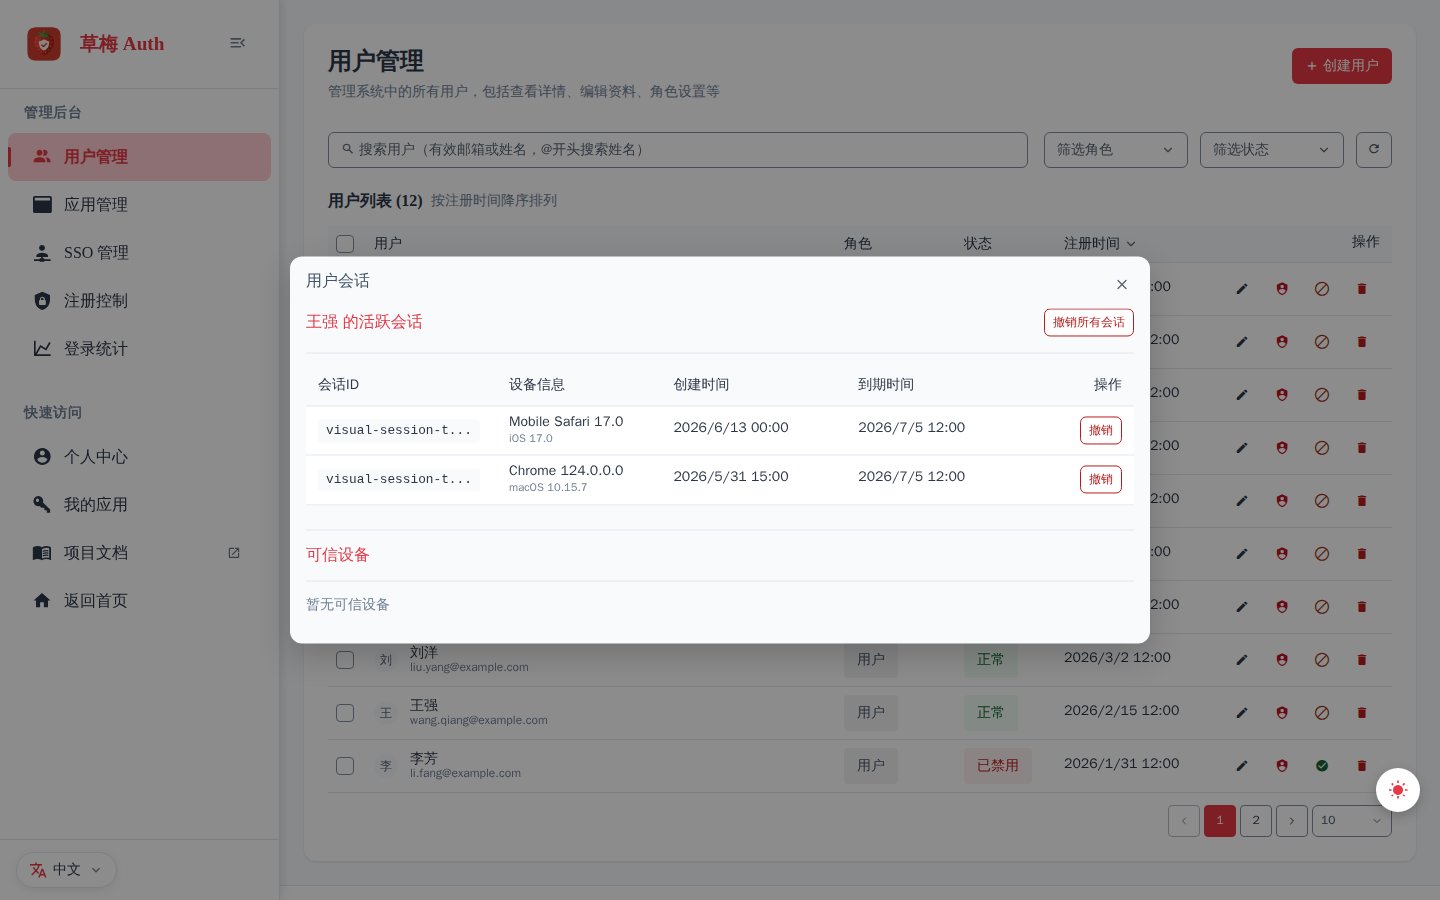 草梅 Auth
管理后台
用户管理
应用管理
SSO 管理
注册控制
登录统计
快速访问
个人中心
我的应用
项目文档
返回首页
中文
用户管理
管理系统中的所有用户，包括查看详情、编辑资料、角色设置等
创建用户
搜索用户（有效邮箱或姓名，@开头搜索姓名）
筛选角色
筛选状态
用户列表 (12) 按注册时间降序排列
用户 角色 状态 注册时间 操作
:00
2:00
2:00
2:00
2:00
:00
2:00
用户会话
王强 的活跃会话
撤销所有会话
会话ID 设备信息 创建时间 到期时间 操作
visual-session-t... Mobile Safari 17.0 2026/6/13 00:00 2026/7/5 12:00 撤销
iOS 17.0
visual-session-t... Chrome 124.0.0.0 2026/5/31 15:00 2026/7/5 12:00 撤销
macOS 10.15.7
可信设备
暂无可信设备
刘 刘洋 用户 正常 2026/3/2 12:00
liu.yang@example.com
王 王强 用户 正常 2026/2/15 12:00
wang.qiang@example.com
李 李芳 用户 已禁用 2026/1/31 12:00
li.fang@example.com
1 2 10